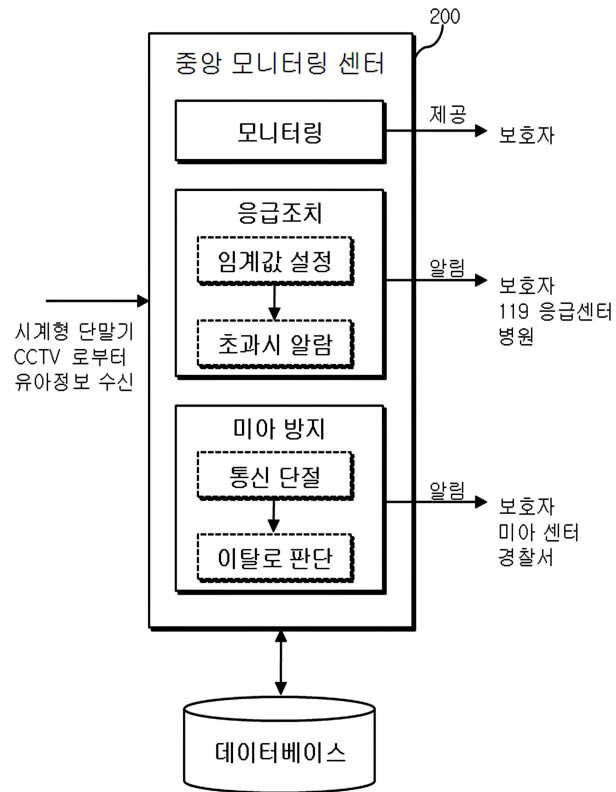 200
중앙 모니터링 센터
모니터링
제공
보호자
응급조치
임계값 설정
초과시 알람
알림
보호자
119 응급센터
병원
시계형 단말기
CCTV 로부터
유아정보 수신
미아 방지
통신 단절
이탈로 판단
알림
보호자
미아 센터
경찰서
데이터베이스